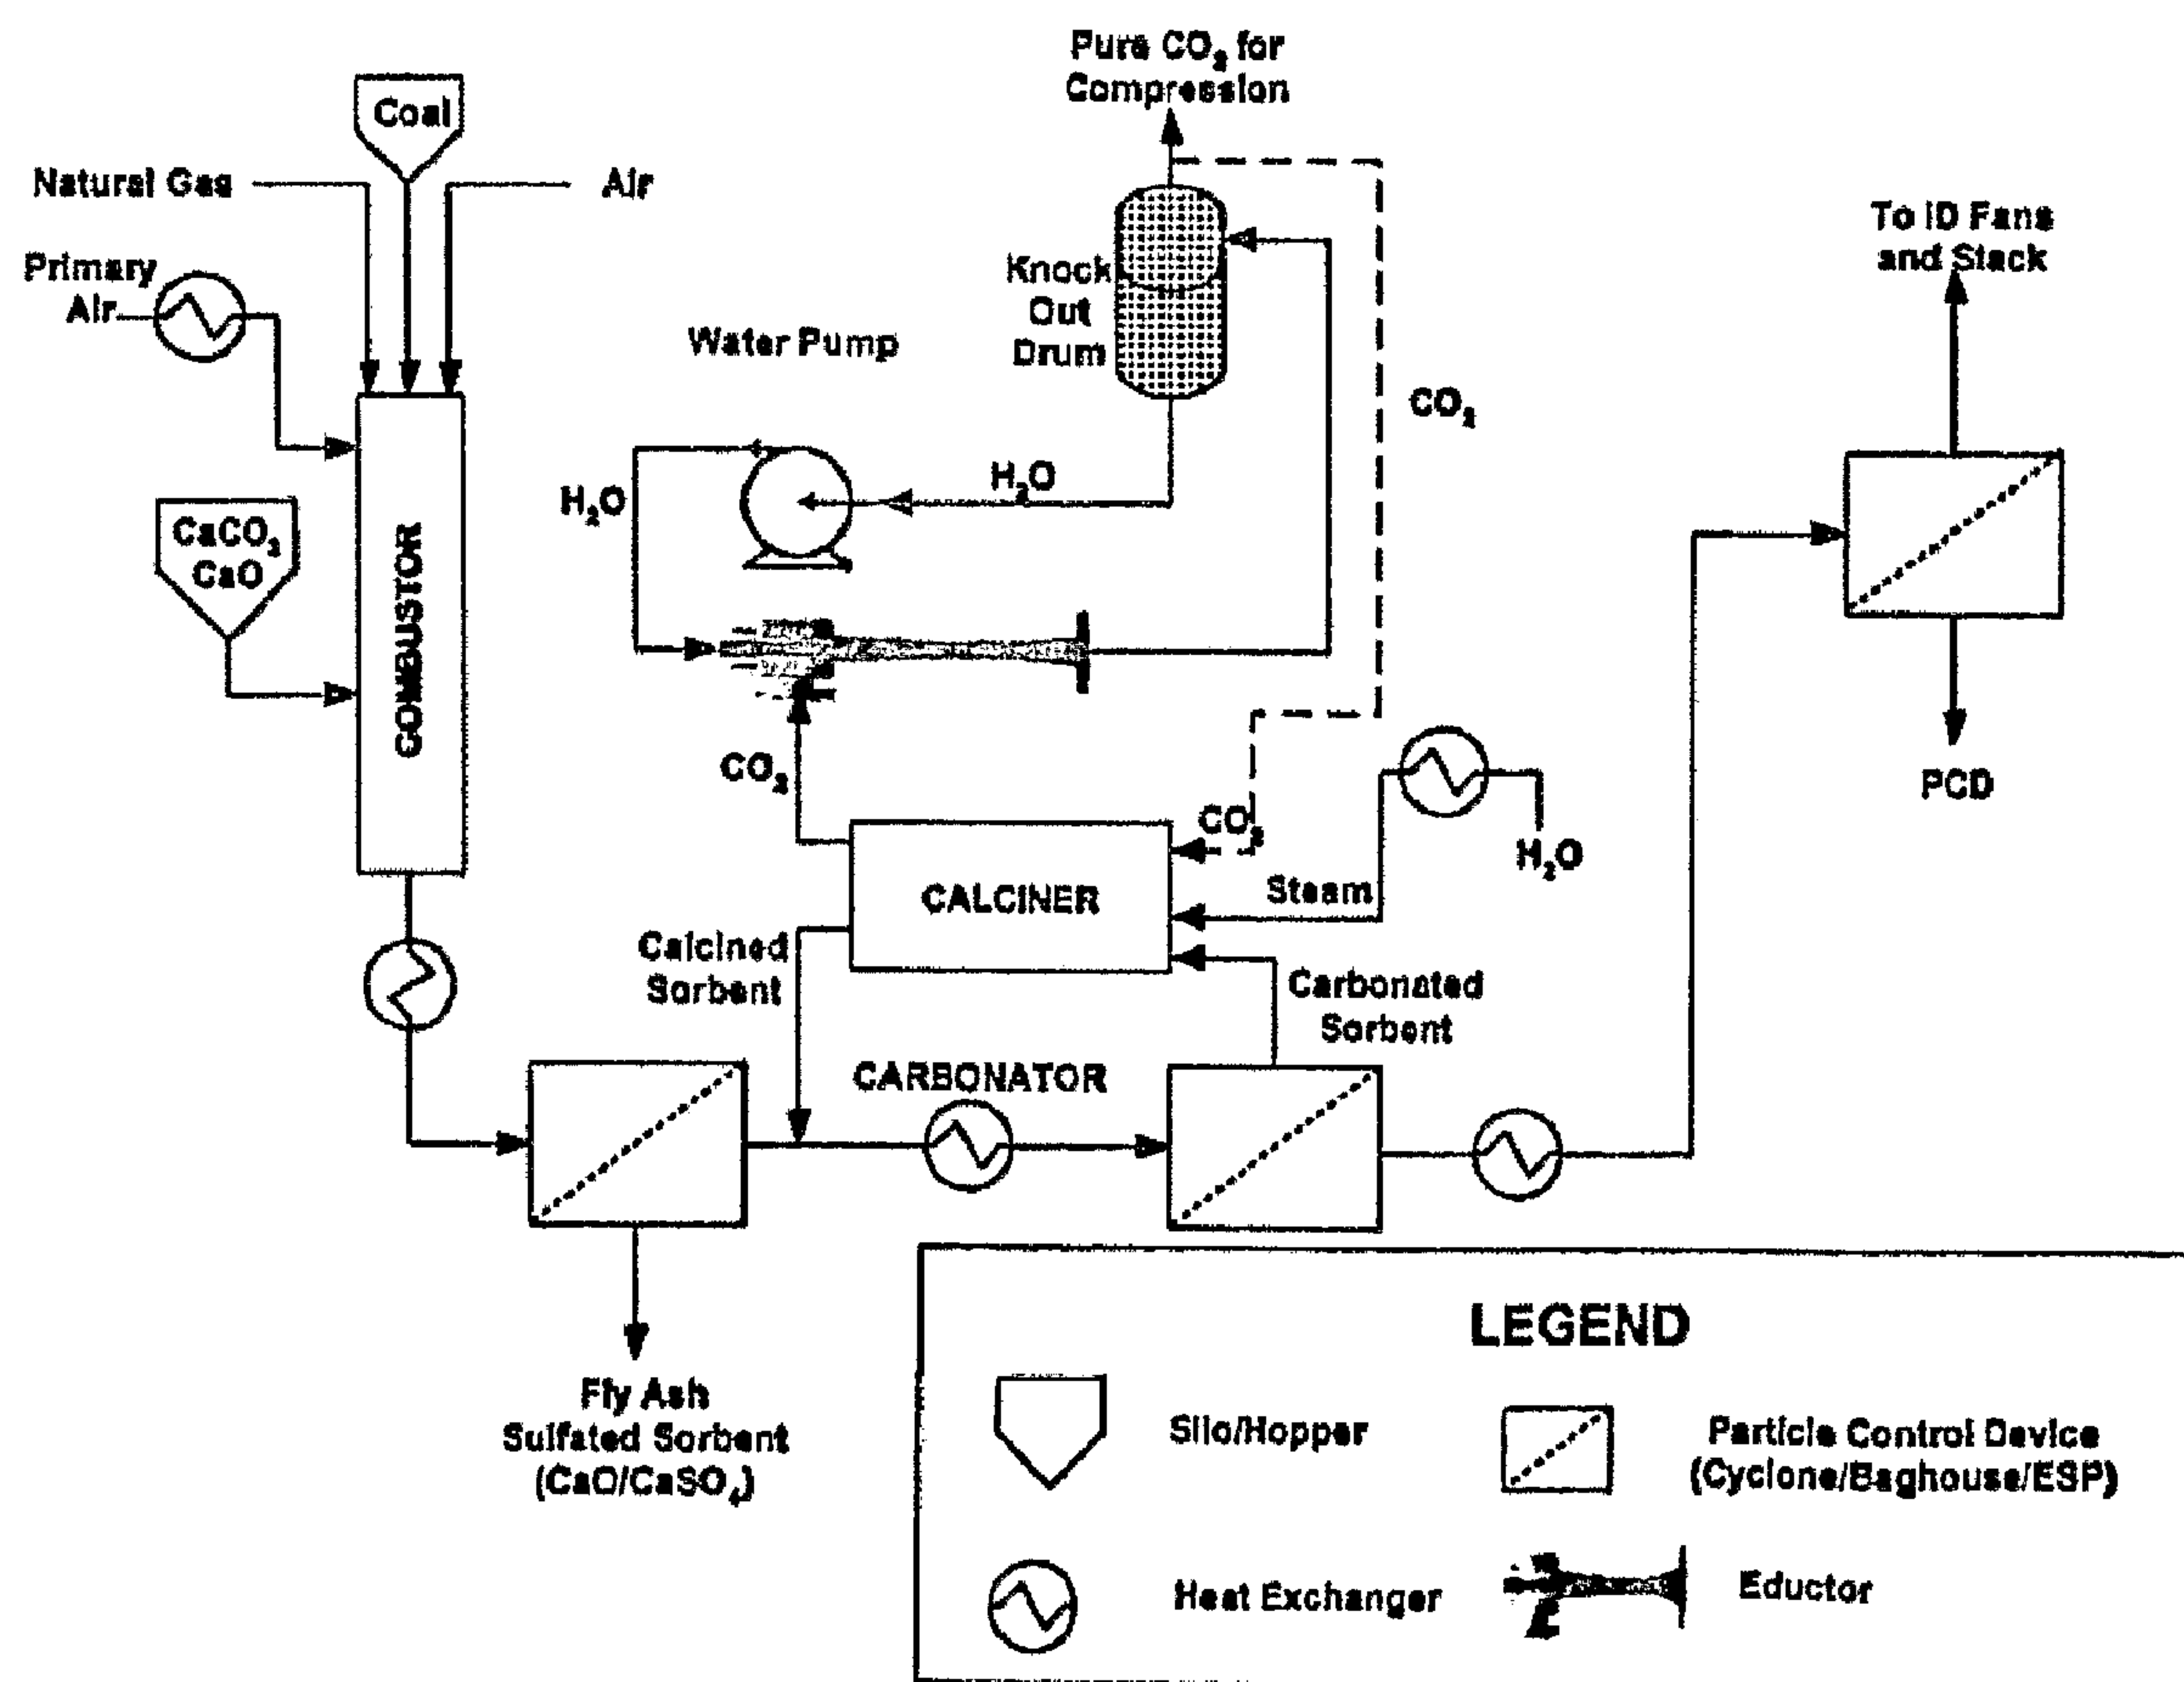 Pure CO₂ for
Compression
Coal
Natural Gas
Air
To ID Fans
and Stack
Primary
Air
Knock
Out
Drum
Water Pump
CO₂
H₂O
H₂O
CaCO₃
CaO
COMBUSTOR
CO₂
PCD
CO₂
H₂O
Steam
CALCINER
Calcined
Sorbent
Carbonated
Sorbent
CARBONATOR
LEGEND
Fly Ash
Sulfated Sorbent
(CaO/CaSO₄)
Silo/Hopper
Particle Control Device
(Cyclone/Baghouse/ESP)
Heat Exchanger
Eductor